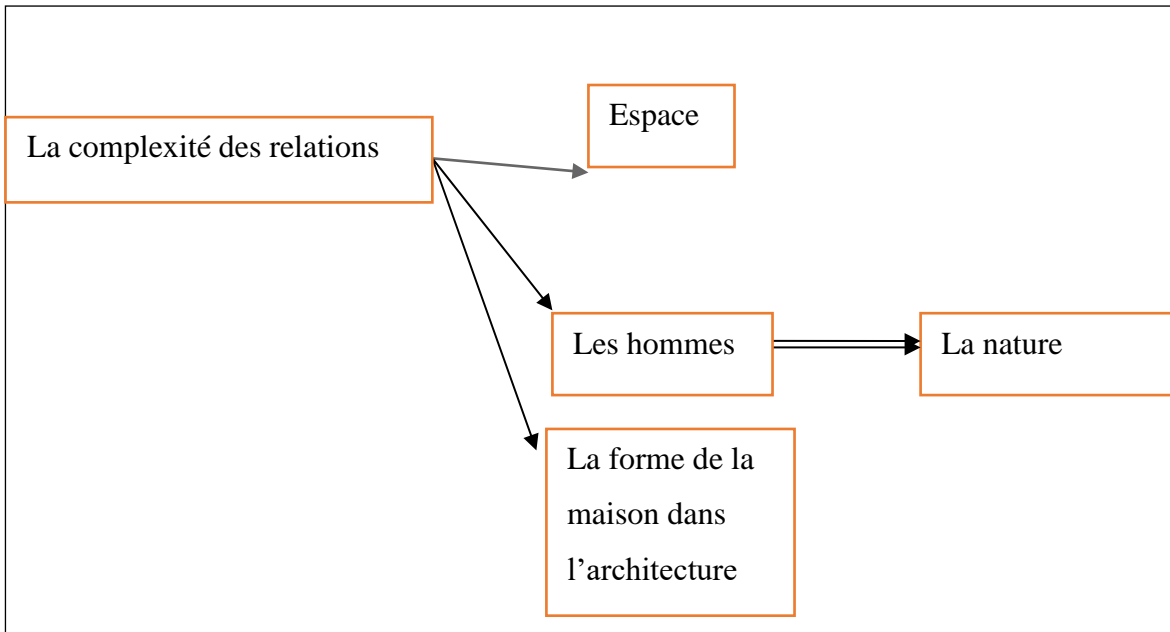 Espace
La complexité des relations
Les hommes
La nature
La forme de la
maison dans
l’architecture